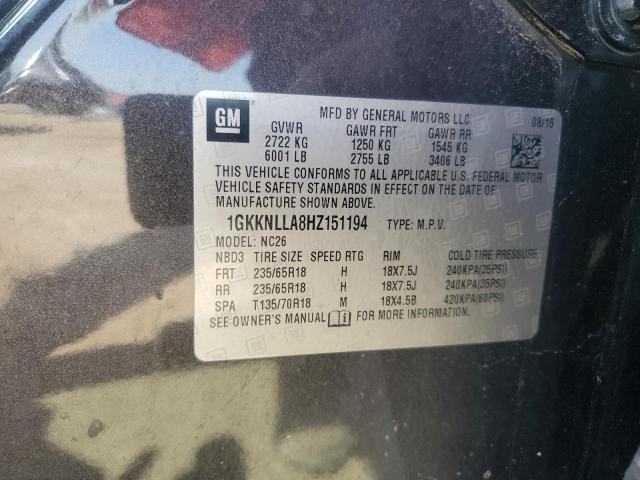 GM
MFD BY GENERAL MOTORS LLC 08/16
GVWR GAWR FRT GAWR RR
2722 KG 1250 KG 1545 KG
6001 LB 2755 LB 3406 LB
THIS VEHICLE CONFORMS TO ALL APPLICABLE U.S. FEDERAL MOTOR
VEHICLE SAFETY STANDARDS IN EFFECT ON THE DATE OF
MANUFACTURE SHOWN ABOVE.
1GKKNLLA8HZ151194 TYPE: M.P.V.
MODEL: NC26
NBD3 TIRE SIZE SPEED RTG RIM COLD TIRE PRESSURE
FRT 235/65R18 H 18X7.5J 240KPA(35PSI)
RR 235/65R18 H 18X7.5J 240KPA(35PSI)
SPA T135/70R18 M 18X4.5B 420KPA(60PSI)
SEE OWNER'S MANUAL FOR MORE INFORMATION.